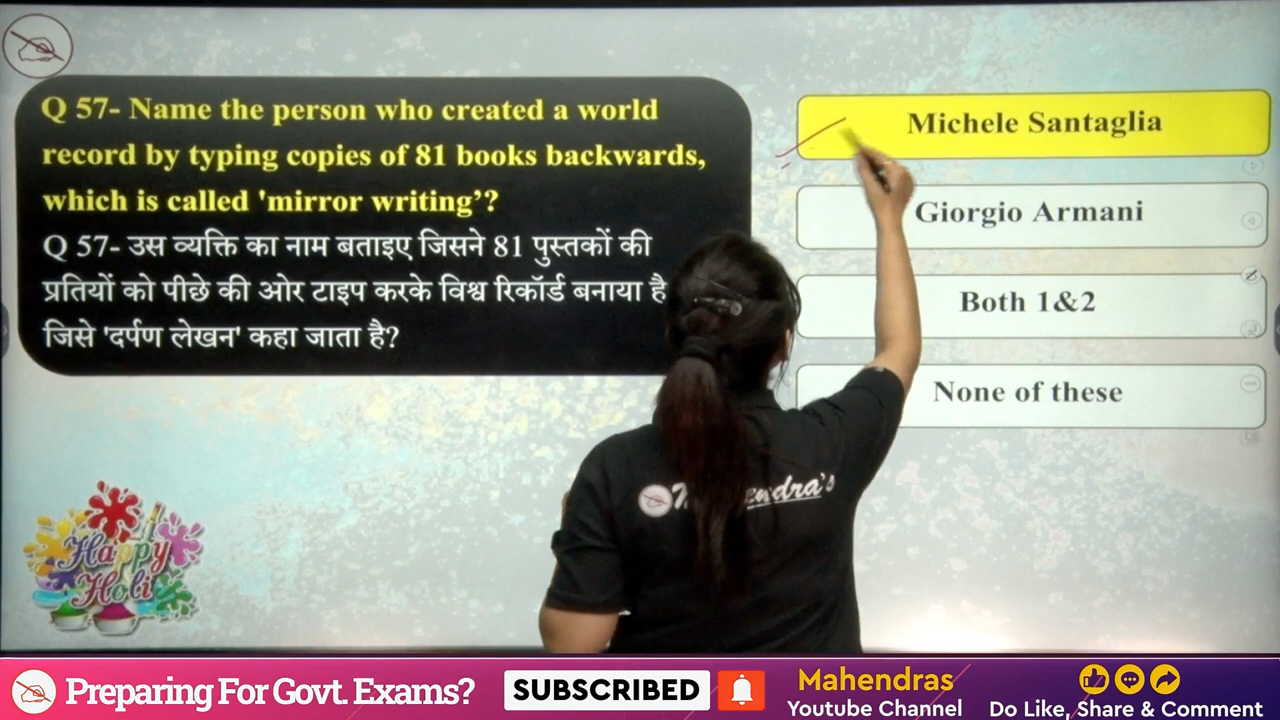 Q 57- Name the person who created a world
record by typing copies of 81 books backwards,
which is called 'mirror writing’?
Q 57- उस व्यक्ति का नाम बताइए जिसने 81 पुस्तकों की
प्रतियों को पीछे की ओर टाइप करके विश्व रिकॉर्ड बनाया है
जिसे 'दर्पण लेखन' कहा जाता है?
Michele Santaglia
Giorgio Armani
Both 1&2
None of these
Happy
Holi
Preparing For Govt. Exams?
SUBSCRIBED
Mahendras
Youtube Channel
Do Like, Share & Comment